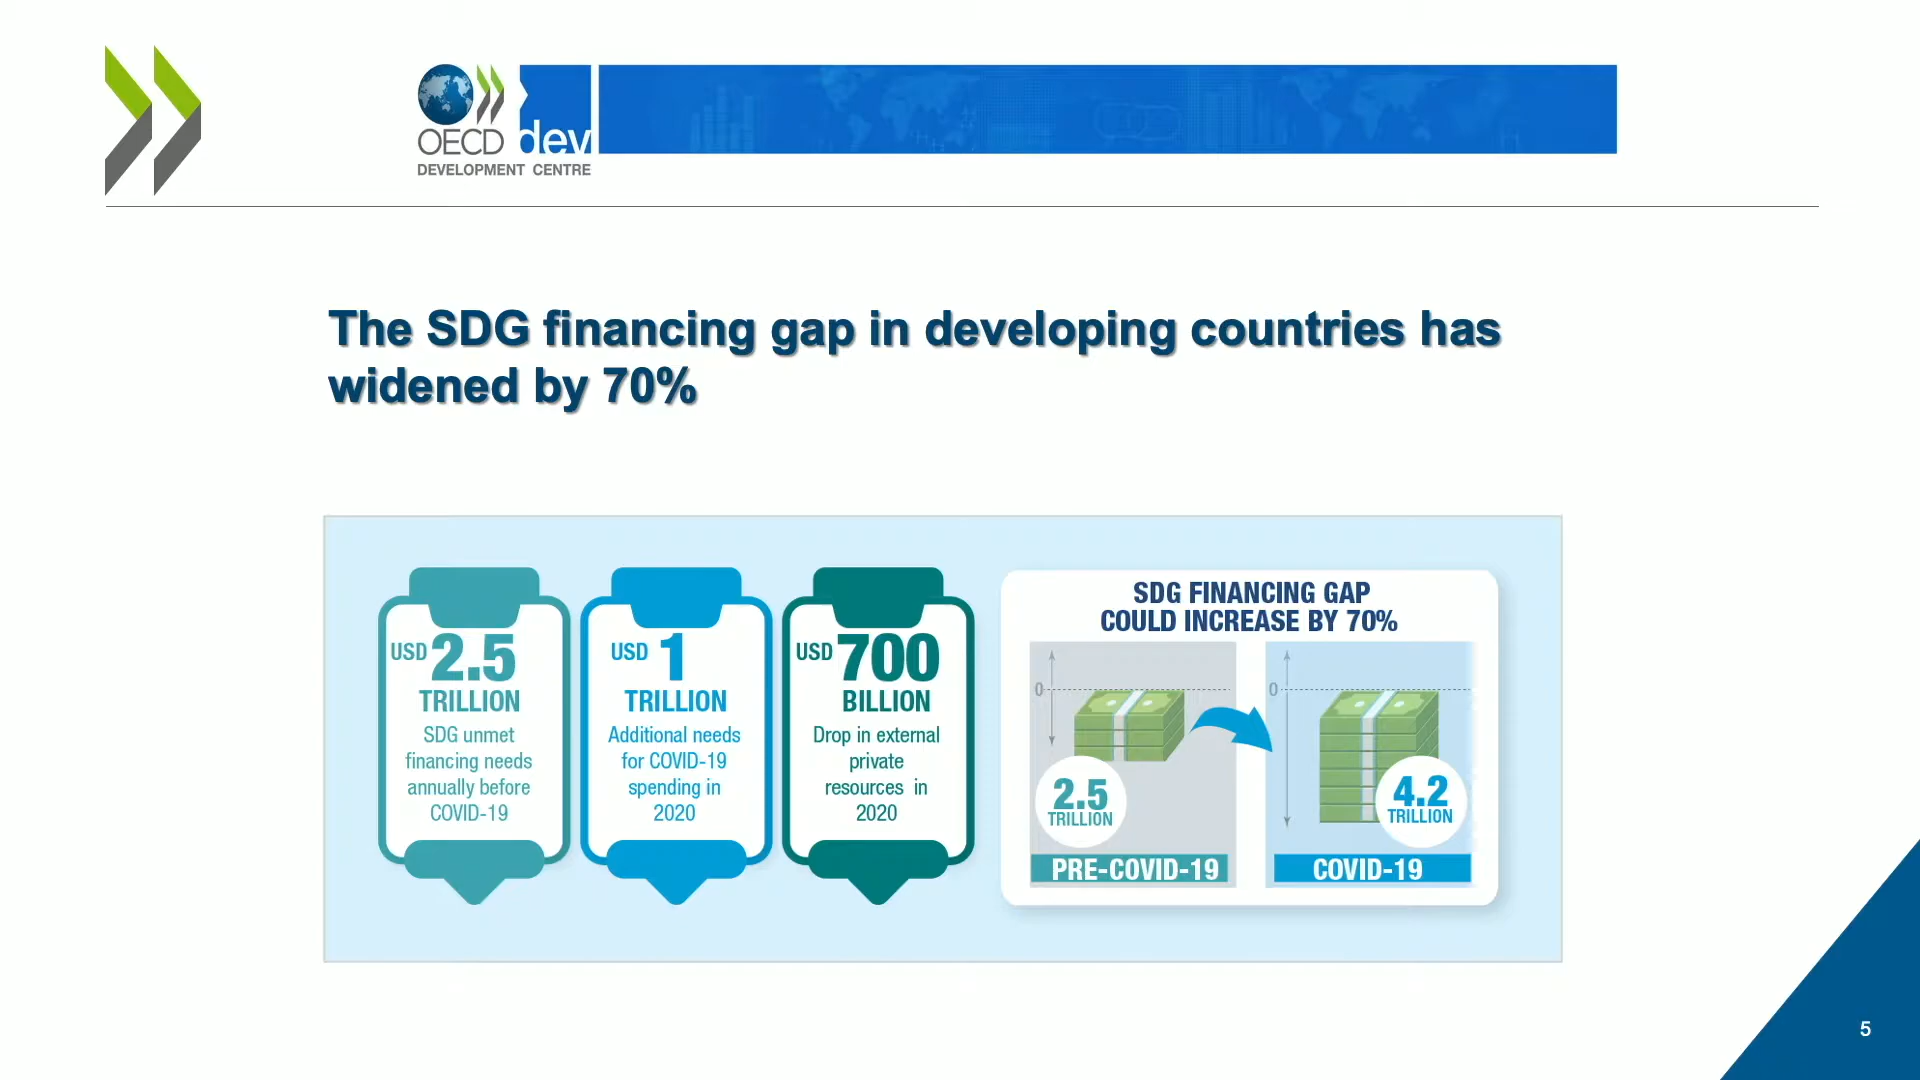 OECD dev
DEVELOPMENT CENTRE
The SDG financing gap in developing countries has
widened by 70%
USD 2.5
TRILLION
SDG unmet
financing needs
annually before
COVID-19
USD 1
TRILLION
Additional needs
for COVID-19
spending in
2020
USD 700
BILLION
Drop in external
private
resources in
2020
SDG FINANCING GAP
COULD INCREASE BY 70%
0
2.5
TRILLION
PRE-COVID-19
0
4.2
TRILLION
COVID-19
5